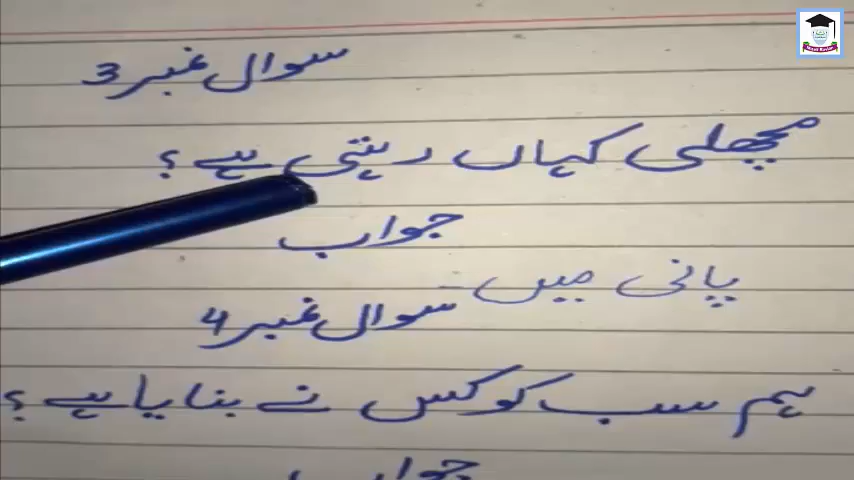 سوال نمبر 3
مچھلی کہاں رہتی ہے؟
جواب
پانی میں۔
سوال نمبر 4
ہم سب کو کس نے بنایا ہے؟
جواب